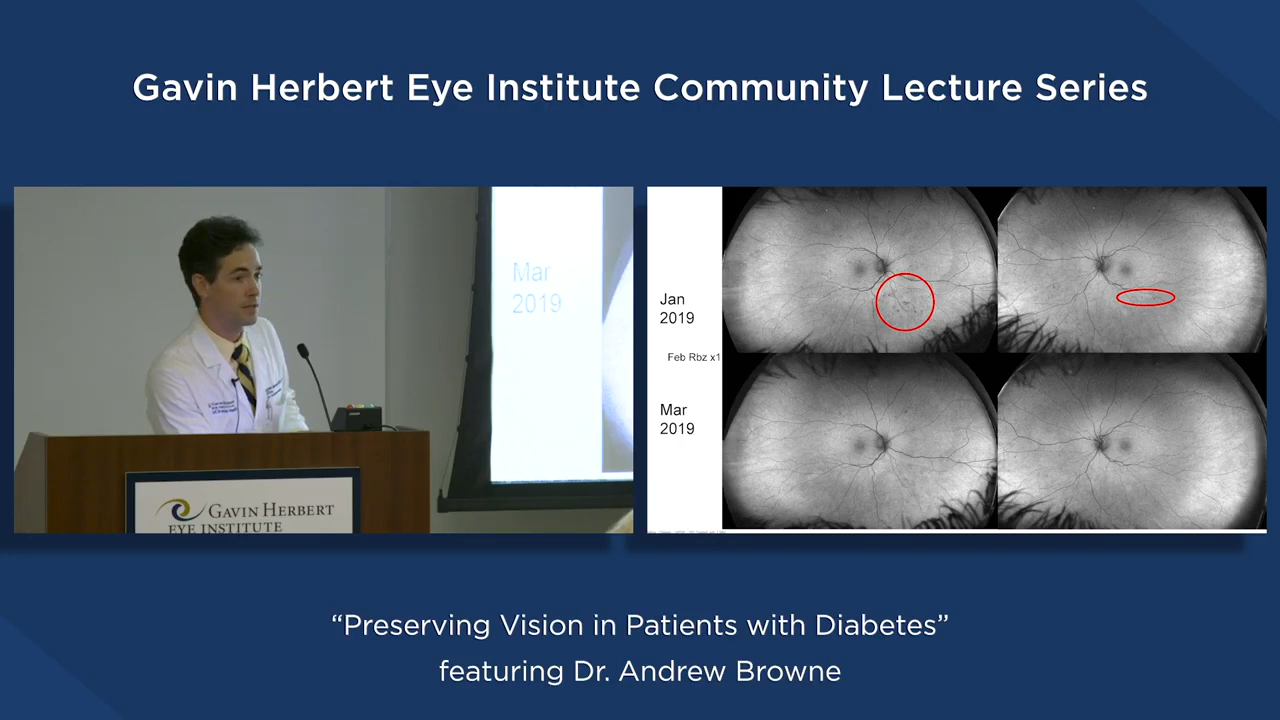 Gavin Herbert Eye Institute Community Lecture Series
Mar
2019
GAVIN HERBERT
EYE INSTITUTE
Jan
2019
Feb Rbz x1
Mar
2019
“Preserving Vision in Patients with Diabetes”
featuring Dr. Andrew Browne